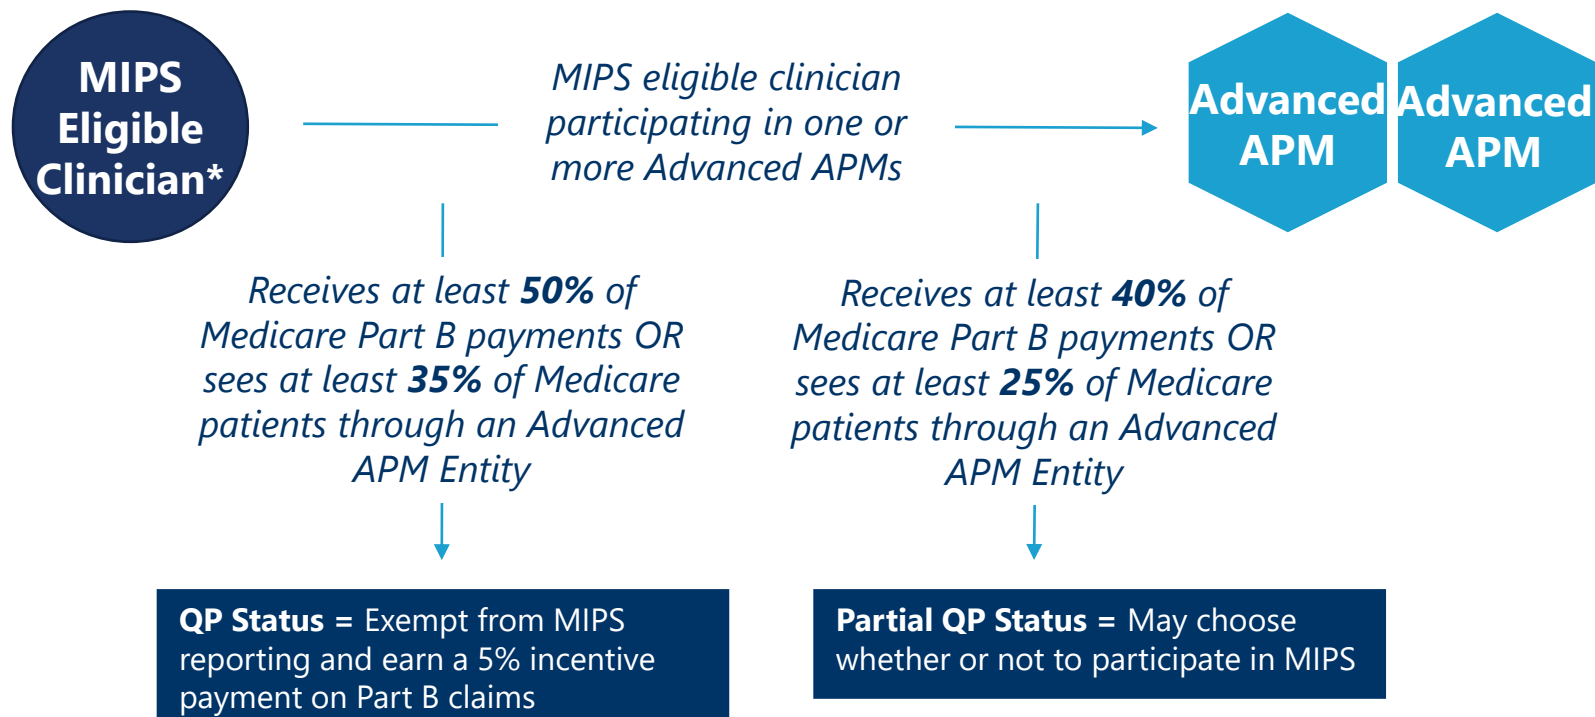 MIPS
Eligible
Clinician*
MIPS eligible clinician
participating in one or
more Advanced APMs
Advanced
APM
Advanced
APM
Receives at least 50% of
Medicare Part B payments OR
sees at least 35% of Medicare
patients through an Advanced
APM Entity
Receives at least 40% of
Medicare Part B payments OR
sees at least 25% of Medicare
patients through an Advanced
APM Entity
QP Status = Exempt from MIPS
reporting and earn a 5% incentive
payment on Part B claims
Partial QP Status = May choose
whether or not to participate in MIPS